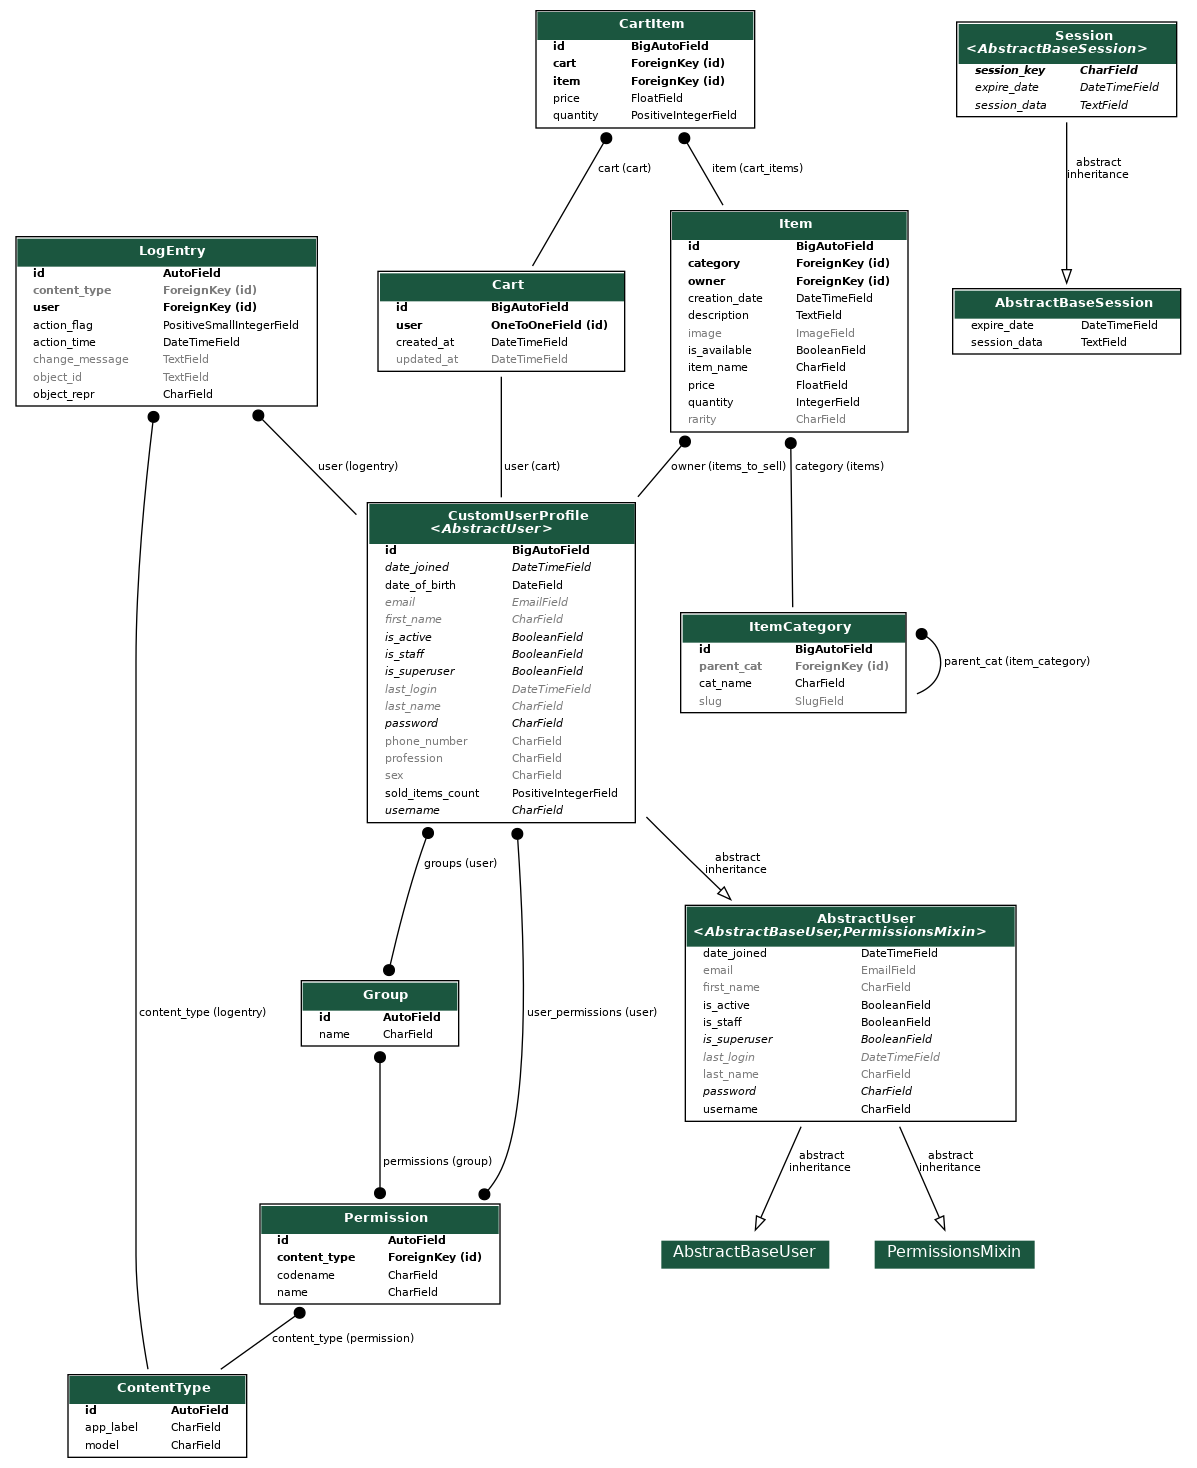 CartItem
id BigAutoField
cart ForeignKey (id)
item ForeignKey (id)
price FloatField
quantity PositiveIntegerField
Session
<AbstractBaseSession>
session_key CharField
expire_date DateTimeField
session_data TextField
cart (cart)
item (cart_items)
abstract
inheritance
LogEntry
id AutoField
content_type ForeignKey (id)
user ForeignKey (id)
action_flag PositiveSmallIntegerField
action_time DateTimeField
change_message TextField
object_id TextField
object_repr CharField
Cart
id BigAutoField
user OneToOneField (id)
created_at DateTimeField
updated_at DateTimeField
Item
id BigAutoField
category ForeignKey (id)
owner ForeignKey (id)
creation_date DateTimeField
description TextField
image ImageField
is_available BooleanField
item_name CharField
price FloatField
quantity IntegerField
rarity CharField
AbstractBaseSession
expire_date DateTimeField
session_data TextField
user (logentry)
user (cart)
owner (items_to_sell)
category (items)
CustomUserProfile
<AbstractUser>
id BigAutoField
date_joined DateTimeField
date_of_birth DateField
email EmailField
first_name CharField
is_active BooleanField
is_staff BooleanField
is_superuser BooleanField
last_login DateTimeField
last_name CharField
password CharField
phone_number CharField
profession CharField
sex CharField
sold_items_count PositiveIntegerField
username CharField
ItemCategory
id BigAutoField
parent_cat ForeignKey (id)
cat_name CharField
slug SlugField
parent_cat (item_category)
groups (user)
abstract
inheritance
AbstractUser
<AbstractBaseUser,PermissionsMixin>
date_joined DateTimeField
email EmailField
first_name CharField
is_active BooleanField
is_staff BooleanField
is_superuser BooleanField
last_login DateTimeField
last_name CharField
password CharField
username CharField
Group
id AutoField
name CharField
content_type (logentry)
user_permissions (user)
permissions (group)
abstract
inheritance
abstract
inheritance
Permission
id AutoField
content_type ForeignKey (id)
codename CharField
name CharField
AbstractBaseUser
PermissionsMixin
content_type (permission)
ContentType
id AutoField
app_label CharField
model CharField